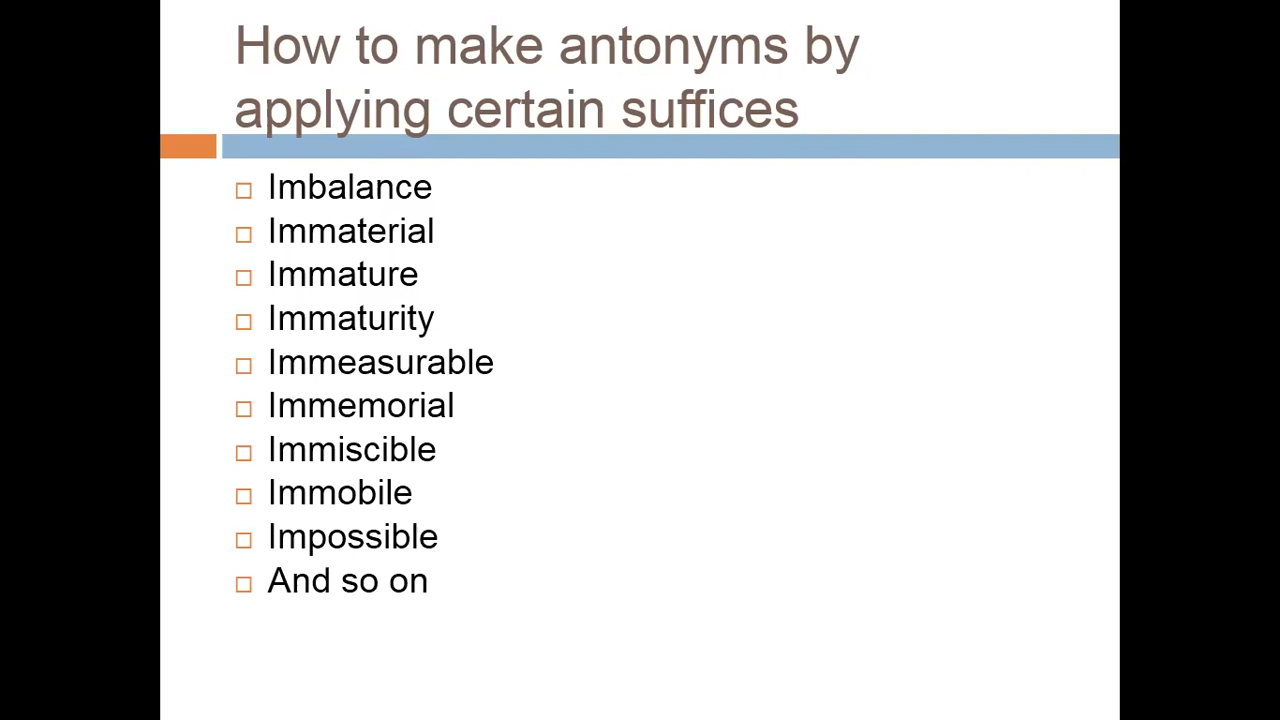 How to make antonyms by
applying certain suffices
Imbalance
Immaterial
Immature
Immaturity
Immeasurable
Immemorial
Immiscible
Immobile
Impossible
And so on